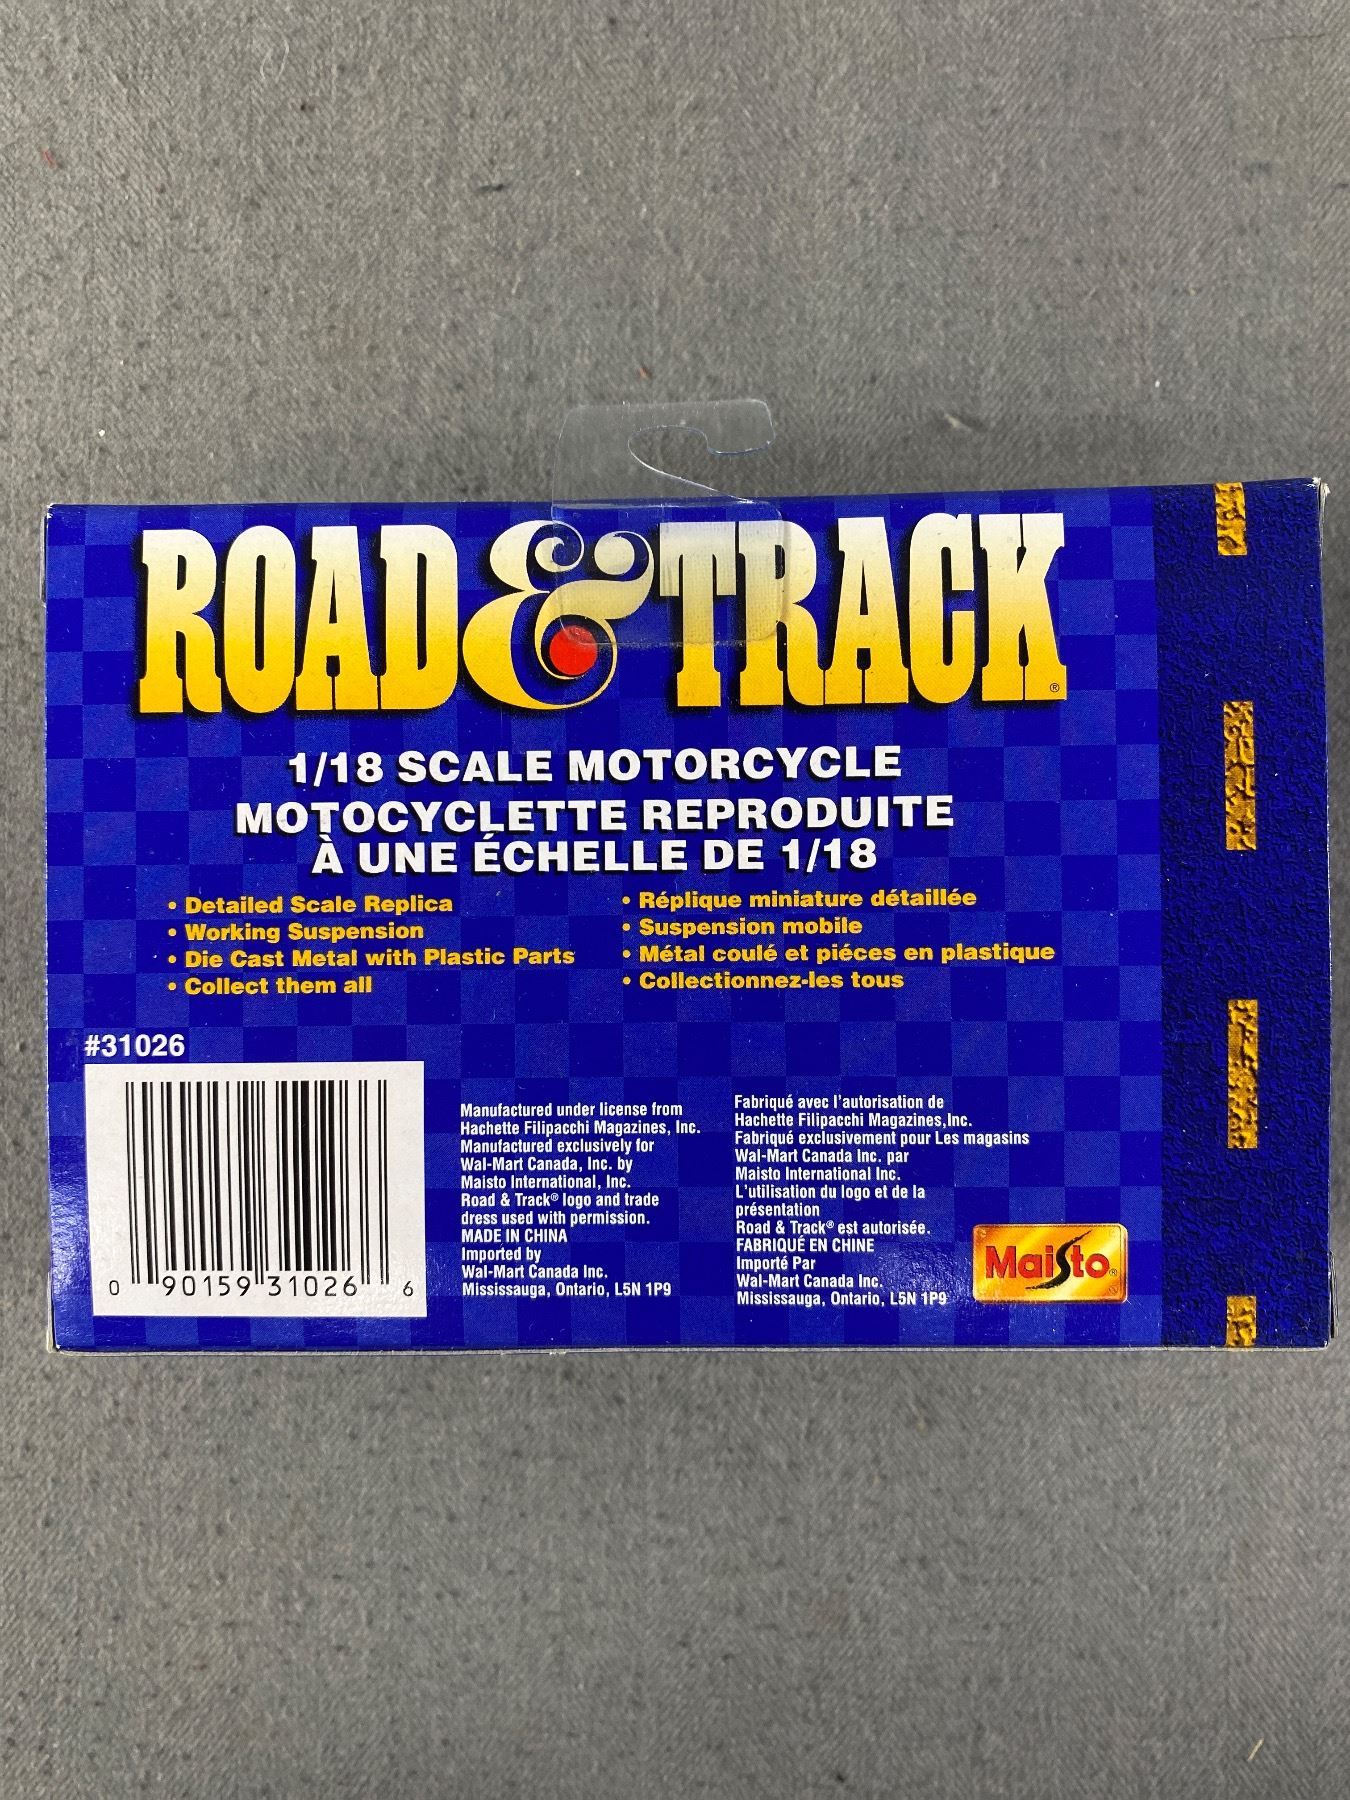 ROAD & TRACK®
1/18 SCALE MOTORCYCLE
MOTOCYCLETTE REPRODUITE
À UNE ÉCHELLE DE 1/18
• Detailed Scale Replica
• Working Suspension
• Die Cast Metal with Plastic Parts
• Collect them all
• Réplique miniature détaillée
• Suspension mobile
• Métal coulé et piéces en plastique
• Collectionnez-les tous
#31026
0 90159 31026 6
Manufactured under license from
Hachette Filipacchi Magazines, Inc.
Manufactured exclusively for
Wal-Mart Canada, Inc. by
Maisto International, Inc.
Road & Track® logo and trade
dress used with permission.
MADE IN CHINA
Imported by
Wal-Mart Canada Inc.
Mississauga, Ontario, L5N 1P9
Fabriqué avec l'autorisation de
Hachette Filipacchi Magazines,Inc.
Fabriqué exclusivement pour Les magasins
Wal-Mart Canada Inc. par
Maisto International Inc.
L'utilisation du logo et de la
présentation
Road & Track® est autorisée.
FABRIQUÉ EN CHINE
Importé Par
Wal-Mart Canada Inc.
Mississauga, Ontario, L5N 1P9
Maisto®